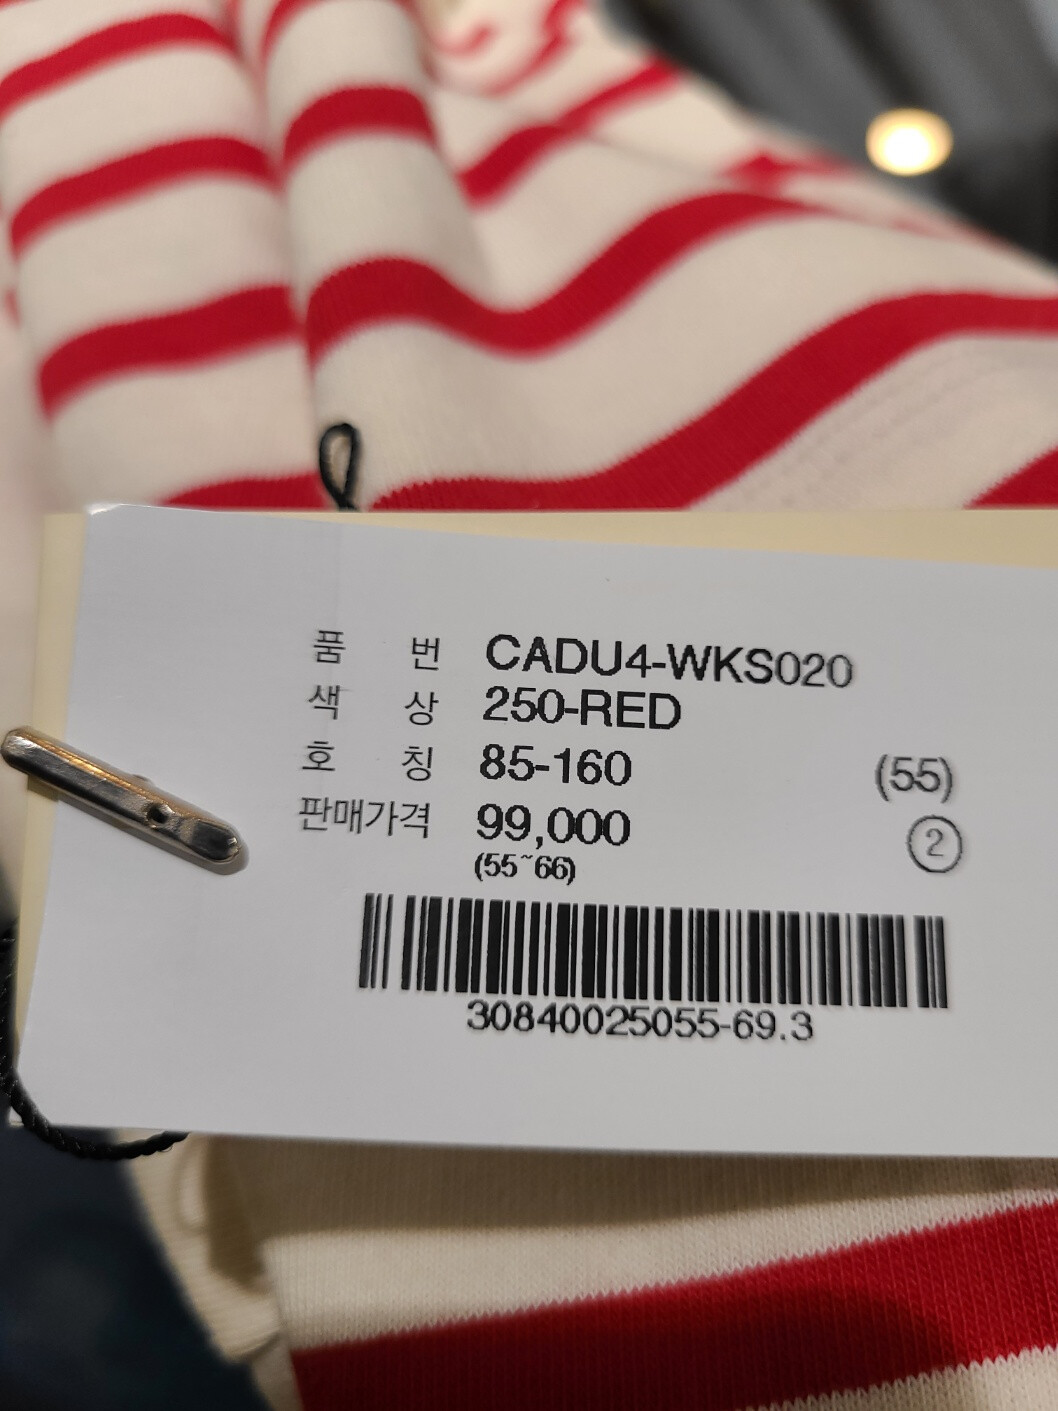 품 번 CADU4-WKS020
색 상 250-RED
호 칭 85-160 (55)
판매가격 99,000 ②
(55~66)
30840025055-69.3